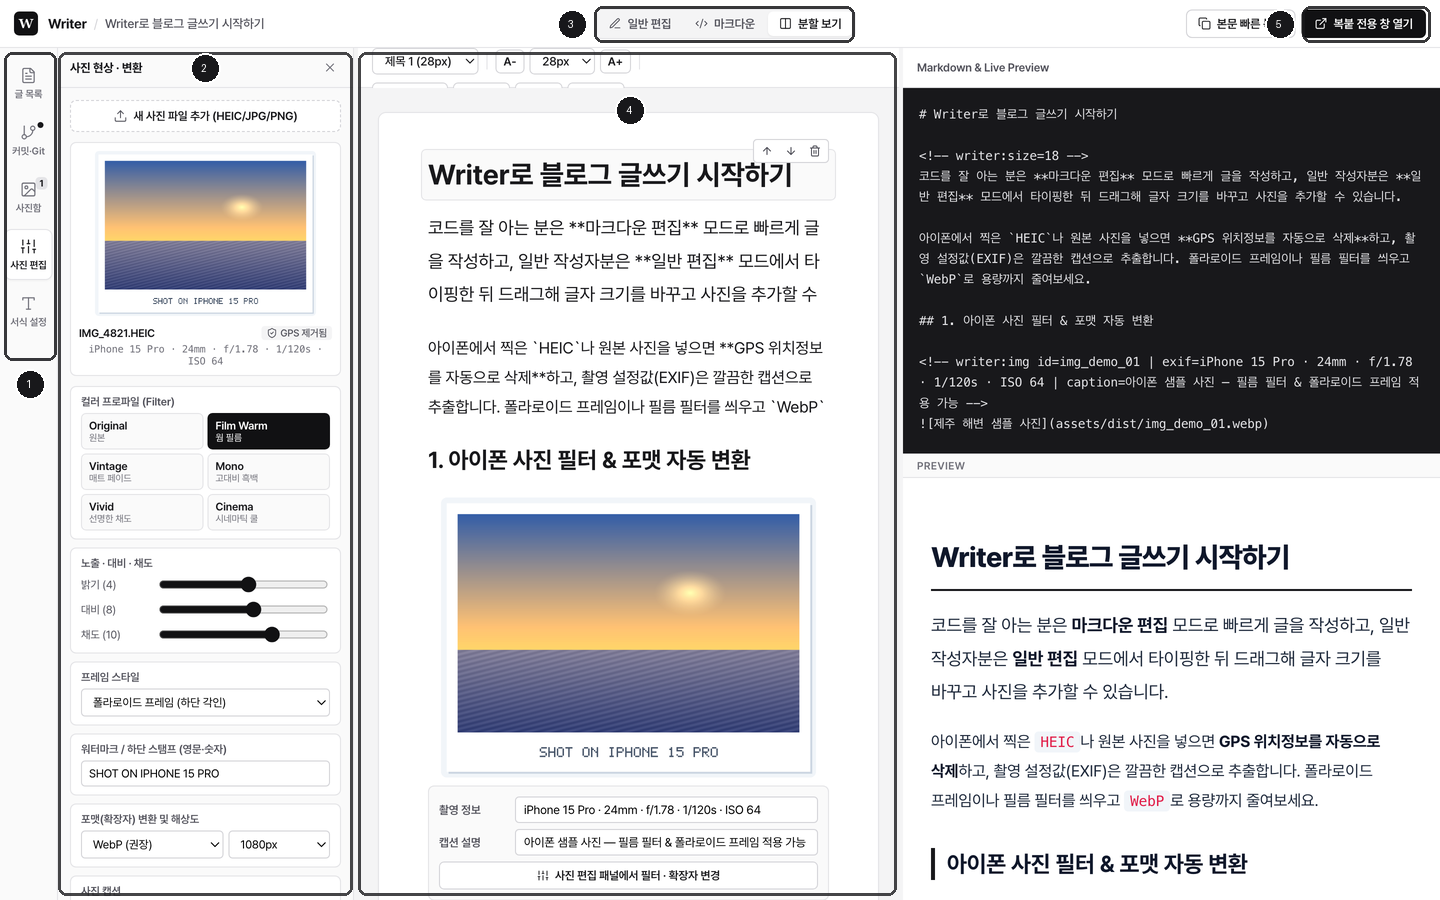 W Writer / Writer로 블로그 글쓰기 시작하기
3
일반 편집
</> 마크다운
분할 보기
본문 빠른
5
복붙 전용 창 열기
글 목록
커밋·Git
1
사진함
사진 편집
서식 설정
1
사진 현상 · 변환
2
새 사진 파일 추가 (HEIC/JPG/PNG)
SHOT ON IPHONE 15 PRO
IMG_4821.HEIC
GPS 제거됨
iPhone 15 Pro · 24mm · f/1.78 · 1/120s ·
ISO 64
컬러 프로파일 (Filter)
Original
원본
Film Warm
웜 필름
Vintage
매트 페이드
Mono
고대비 흑백
Vivid
선명한 채도
Cinema
시네마틱 쿨
노출 · 대비 · 채도
밝기 (4)
대비 (8)
채도 (10)
프레임 스타일
폴라로이드 프레임 (하단 각인)
워터마크 / 하단 스탬프 (영문·숫자)
SHOT ON IPHONE 15 PRO
포맷(확장자) 변환 및 해상도
WebP (권장)
1080px
사진 캡션
제목 1 (28px)
A-
28px
A+
4
Writer로 블로그 글쓰기 시작하기
코드를 잘 아는 분은 **마크다운 편집** 모드로 빠르게 글
을 작성하고, 일반 작성자분은 **일반 편집** 모드에서 타
이핑한 뒤 드래그해 글자 크기를 바꾸고 사진을 추가할 수
아이폰에서 찍은 `HEIC`나 원본 사진을 넣으면 **GPS 위치정보
를 자동으로 삭제**하고, 촬영 설정값(EXIF)은 깔끔한 캡션으로
추출합니다. 폴라로이드 프레임이나 필름 필터를 씌우고 `WebP`
1. 아이폰 사진 필터 & 포맷 자동 변환
SHOT ON IPHONE 15 PRO
촬영 정보
iPhone 15 Pro · 24mm · f/1.78 · 1/120s · ISO 64
캡션 설명
아이폰 샘플 사진 — 필름 필터 & 폴라로이드 프레임 적용 가능
사진 편집 패널에서 필터 · 확장자 변경
Markdown & Live Preview
# Writer로 블로그 글쓰기 시작하기
<!-- writer:size=18 -->
코드를 잘 아는 분은 **마크다운 편집** 모드로 빠르게 글을 작성하고, 일반 작성자분은 **일
반 편집** 모드에서 타이핑한 뒤 드래그해 글자 크기를 바꾸고 사진을 추가할 수 있습니다.
아이폰에서 찍은 `HEIC`나 원본 사진을 넣으면 **GPS 위치정보를 자동으로 삭제**하고, 촬
영 설정값(EXIF)은 깔끔한 캡션으로 추출합니다. 폴라로이드 프레임이나 필름 필터를 씌우고
`WebP`로 용량까지 줄여보세요.
## 1. 아이폰 사진 필터 & 포맷 자동 변환
<!-- writer:img id=img_demo_01 | exif=iPhone 15 Pro · 24mm · f/1.78
· 1/120s · ISO 64 | caption=아이폰 샘플 사진 — 필름 필터 & 폴라로이드 프레임 적
용 가능 -->
![제주 해변 샘플 사진](assets/dist/img_demo_01.webp)
PREVIEW
Writer로 블로그 글쓰기 시작하기
코드를 잘 아는 분은 마크다운 편집 모드로 빠르게 글을 작성하고, 일반
작성자분은 일반 편집 모드에서 타이핑한 뒤 드래그해 글자 크기를
바꾸고 사진을 추가할 수 있습니다.
아이폰에서 찍은 HEIC나 원본 사진을 넣으면 GPS 위치정보를 자동으로
삭제하고, 촬영 설정값(EXIF)은 깔끔한 캡션으로 추출합니다. 폴라로이드
프레임이나 필름 필터를 씌우고 WebP로 용량까지 줄여보세요.
아이폰 사진 필터 & 포맷 자동 변환